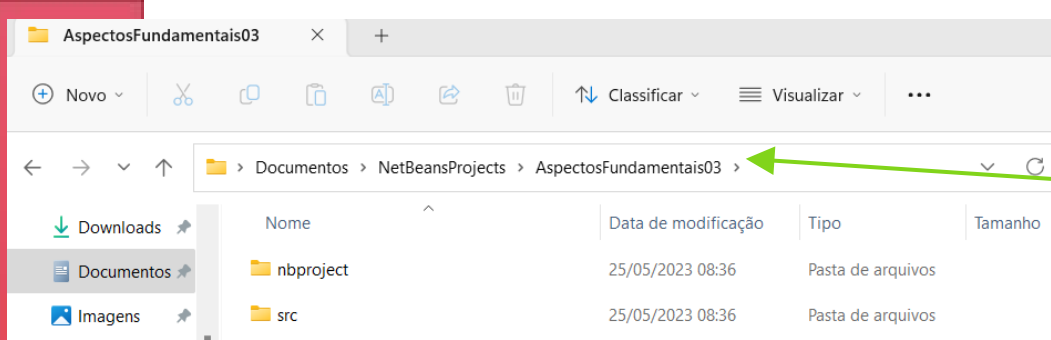 AspectosFundamentais03
Novo Classificar Visualizar
Documentos > NetBeansProjects > AspectosFundamentais03 >
Downloads
Documentos
Imagens
Nome Data de modificação Tipo Tamanho
nbproject 25/05/2023 08:36 Pasta de arquivos
src 25/05/2023 08:36 Pasta de arquivos